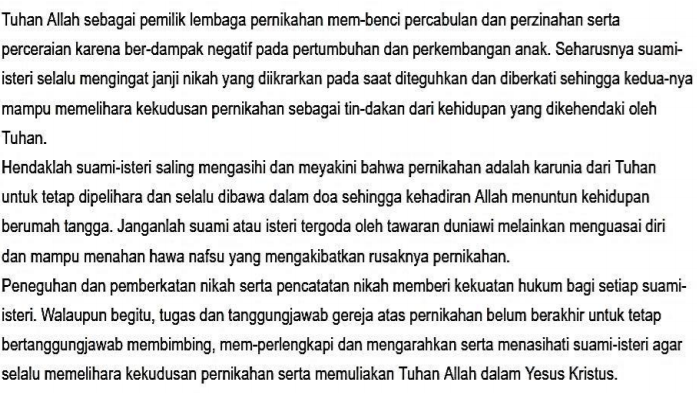 Tuhan Allah sebagai pemilik lembaga pernikahan mem-benci percabulan dan perzinahan serta
perceraian karena ber-dampak negatif pada pertumbuhan dan perkembangan anak. Seharusnya suami-
isteri selalu mengingat janji nikah yang diikrarkan pada saat diteguhkan dan diberkati sehingga kedua-nya
mampu memelihara kekudusan pernikahan sebagai tin-dakan dari kehidupan yang dikehendaki oleh
Tuhan.
Hendaklah suami-isteri saling mengasihi dan meyakini bahwa pernikahan adalah karunia dari Tuhan
untuk tetap dipelihara dan selalu dibawa dalam doa sehingga kehadiran Allah menuntun kehidupan
berumah tangga. Janganlah suami atau isteri tergoda oleh tawaran duniawi melainkan menguasai diri
dan mampu menahan hawa nafsu yang mengakibatkan rusaknya pernikahan.
Peneguhan dan pemberkatan nikah serta pencatatan nikah memberi kekuatan hukum bagi setiap suami-
isteri. Walaupun begitu, tugas dan tanggungjawab gereja atas pernikahan belum berakhir untuk tetap
bertanggungjawab membimbing, mem-perlengkapi dan mengarahkan serta menasihati suami-isteri agar
selalu memelihara kekudusan pernikahan serta memuliakan Tuhan Allah dalam Yesus Kristus.